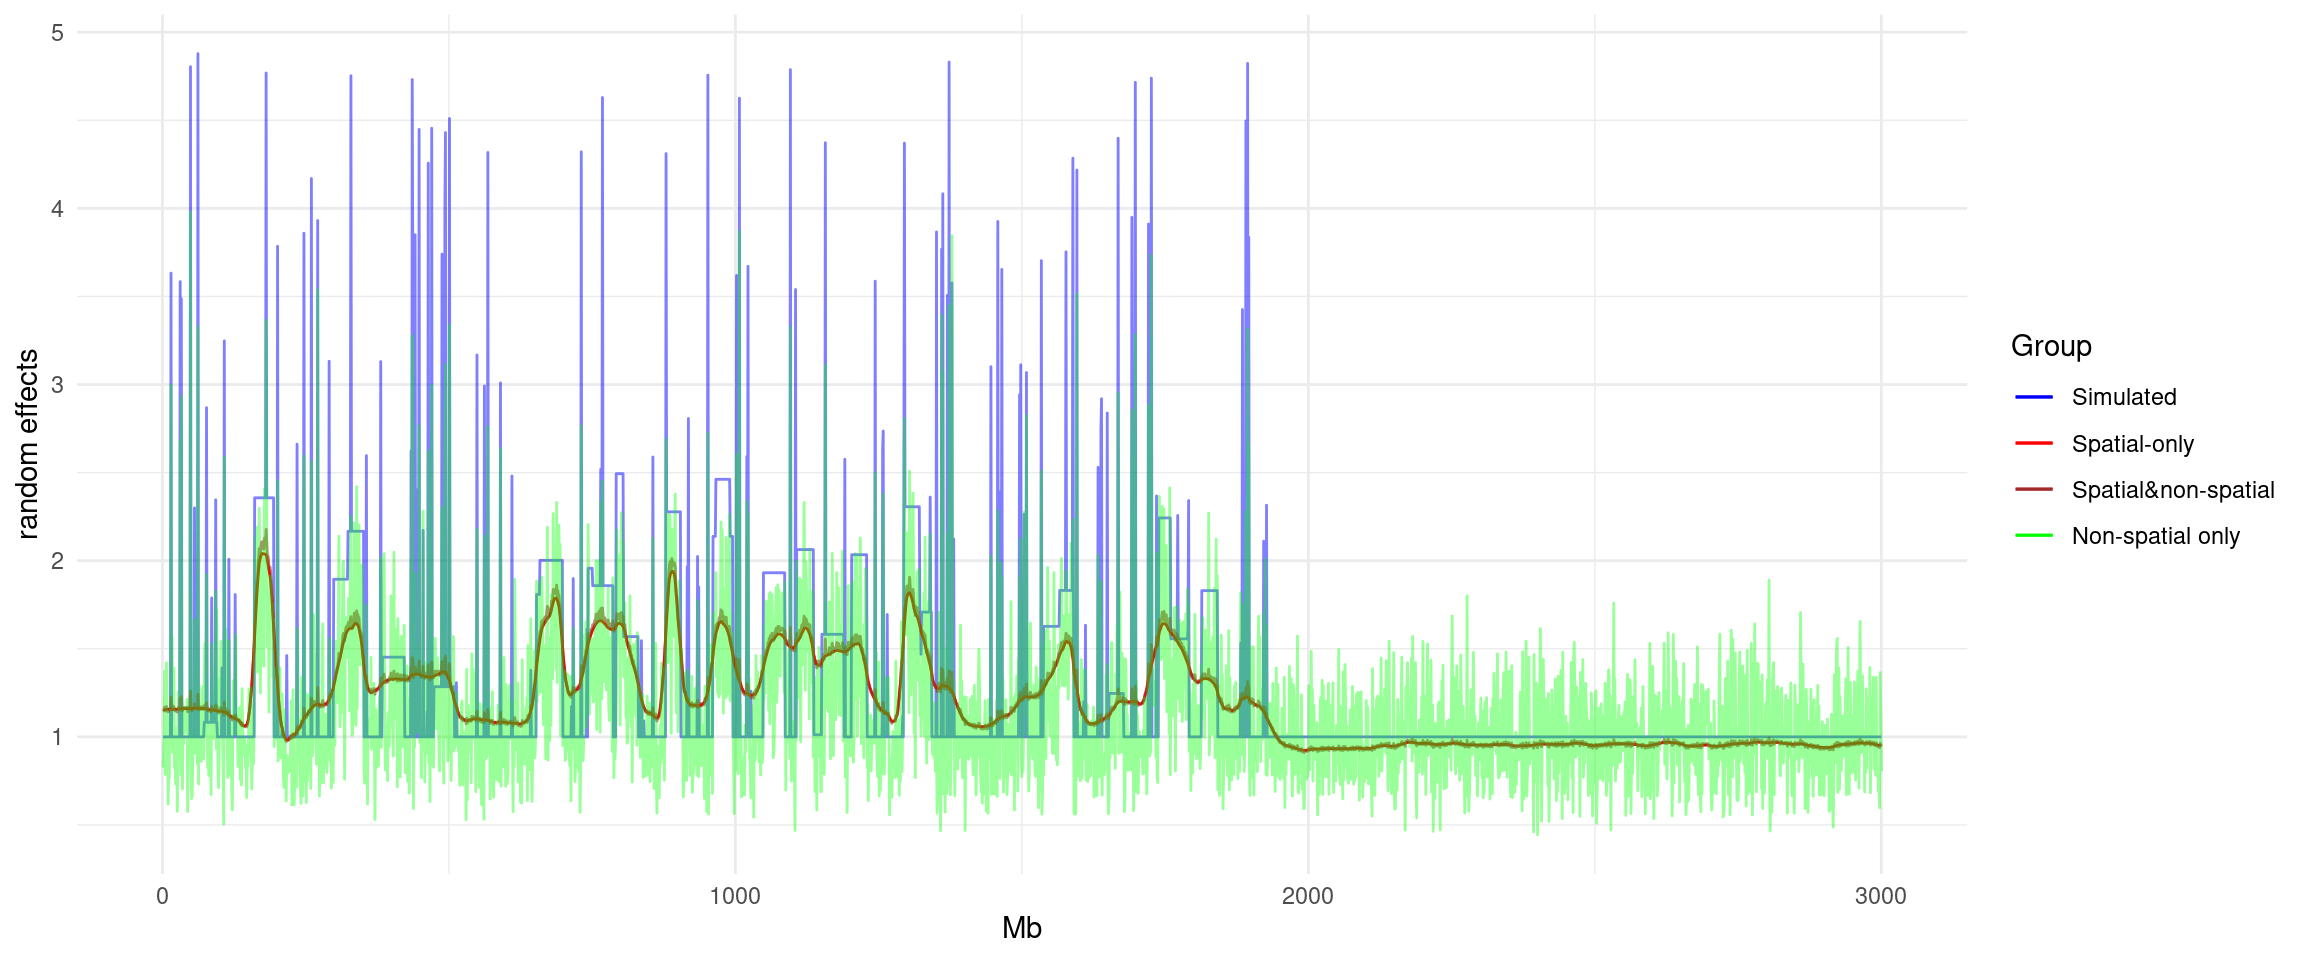 5
4
3
2
1
random effects
0
1000
2000
3000
Mb
Group
Simulated
Spatial-only
Spatial&non-spatial
Non-spatial only